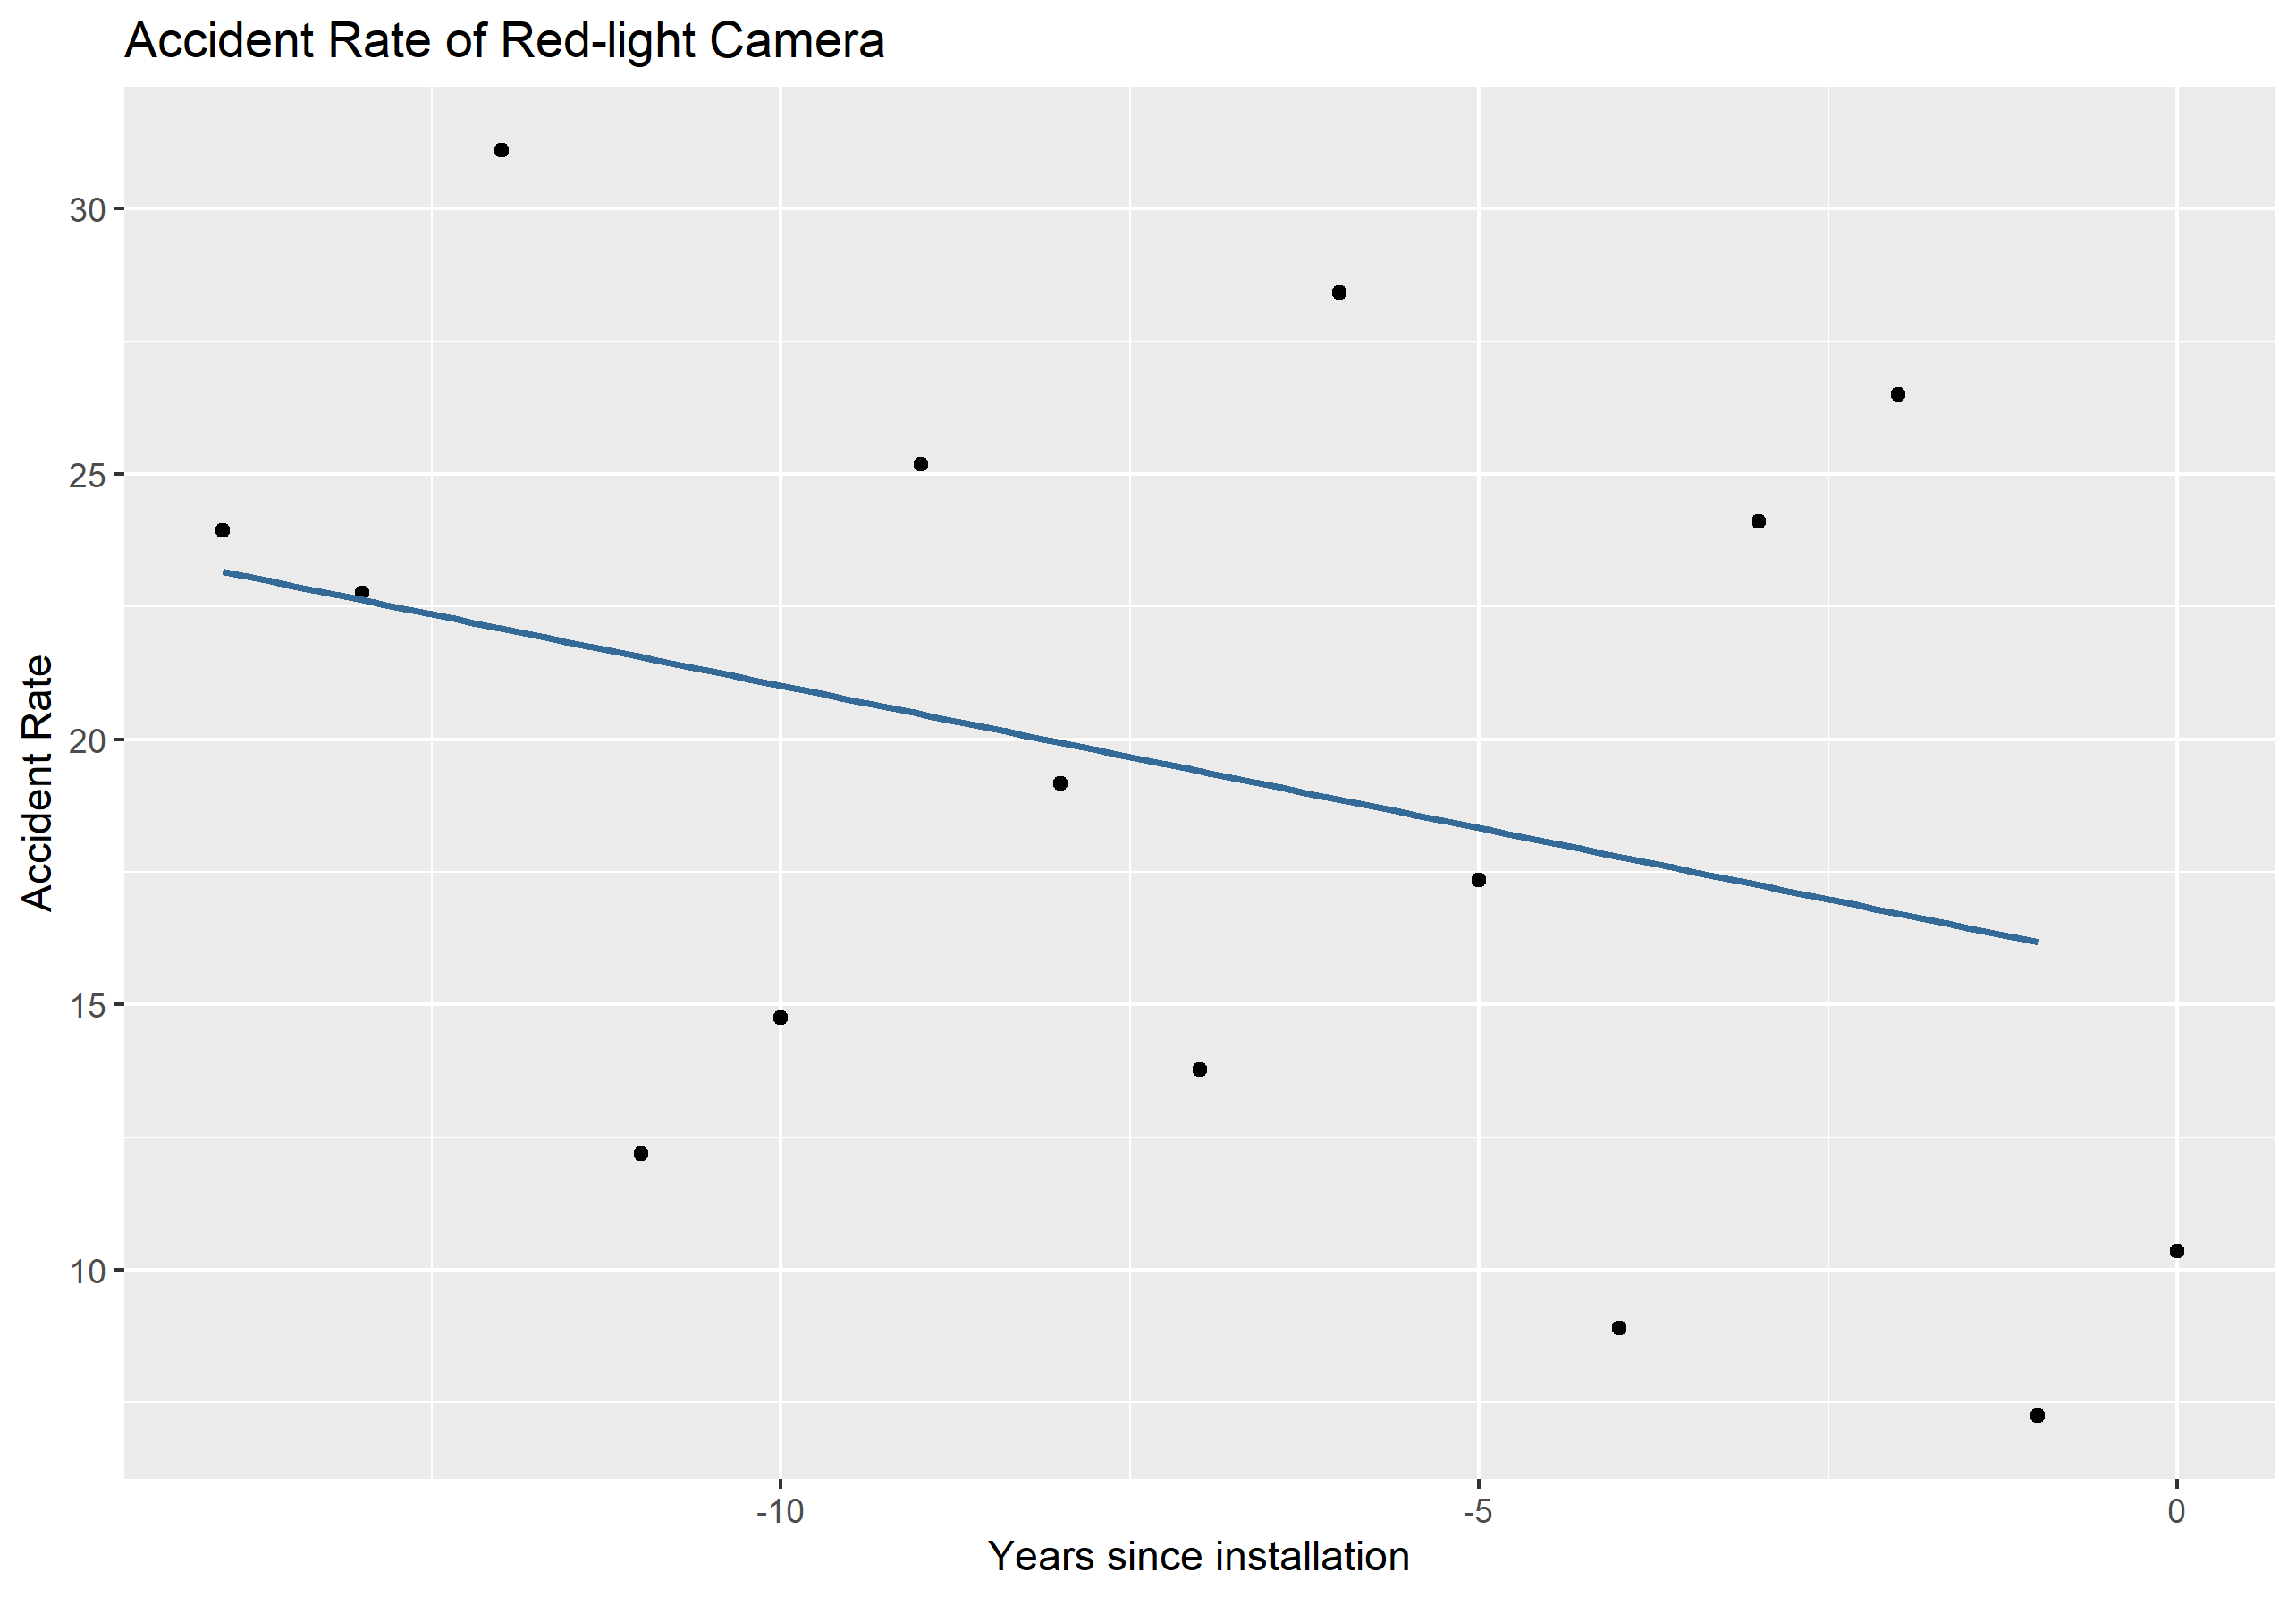 Accident Rate of Red-light Camera
30
25
20
15
10
Accident Rate
-10
-5
0
Years since installation